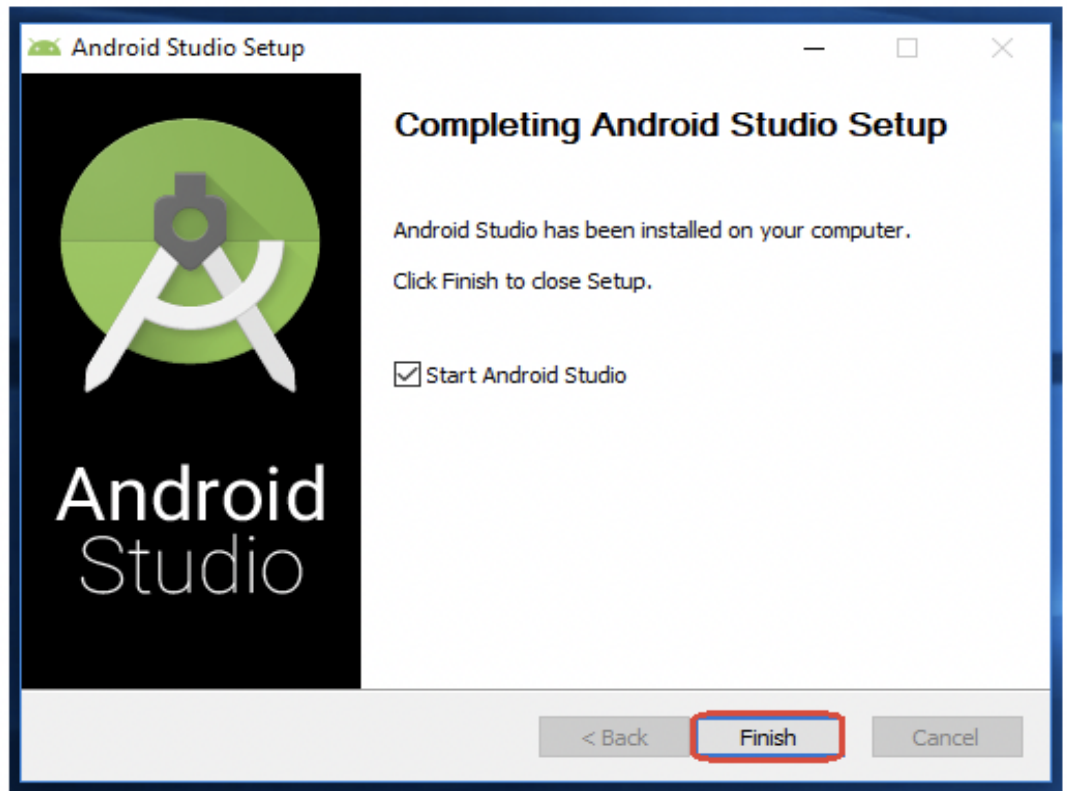 Android Studio Setup
Completing Android Studio Setup
Android Studio has been installed on your computer.
Click Finish to close Setup.
Start Android Studio
Android
Studio
< Back
Finish
Cancel